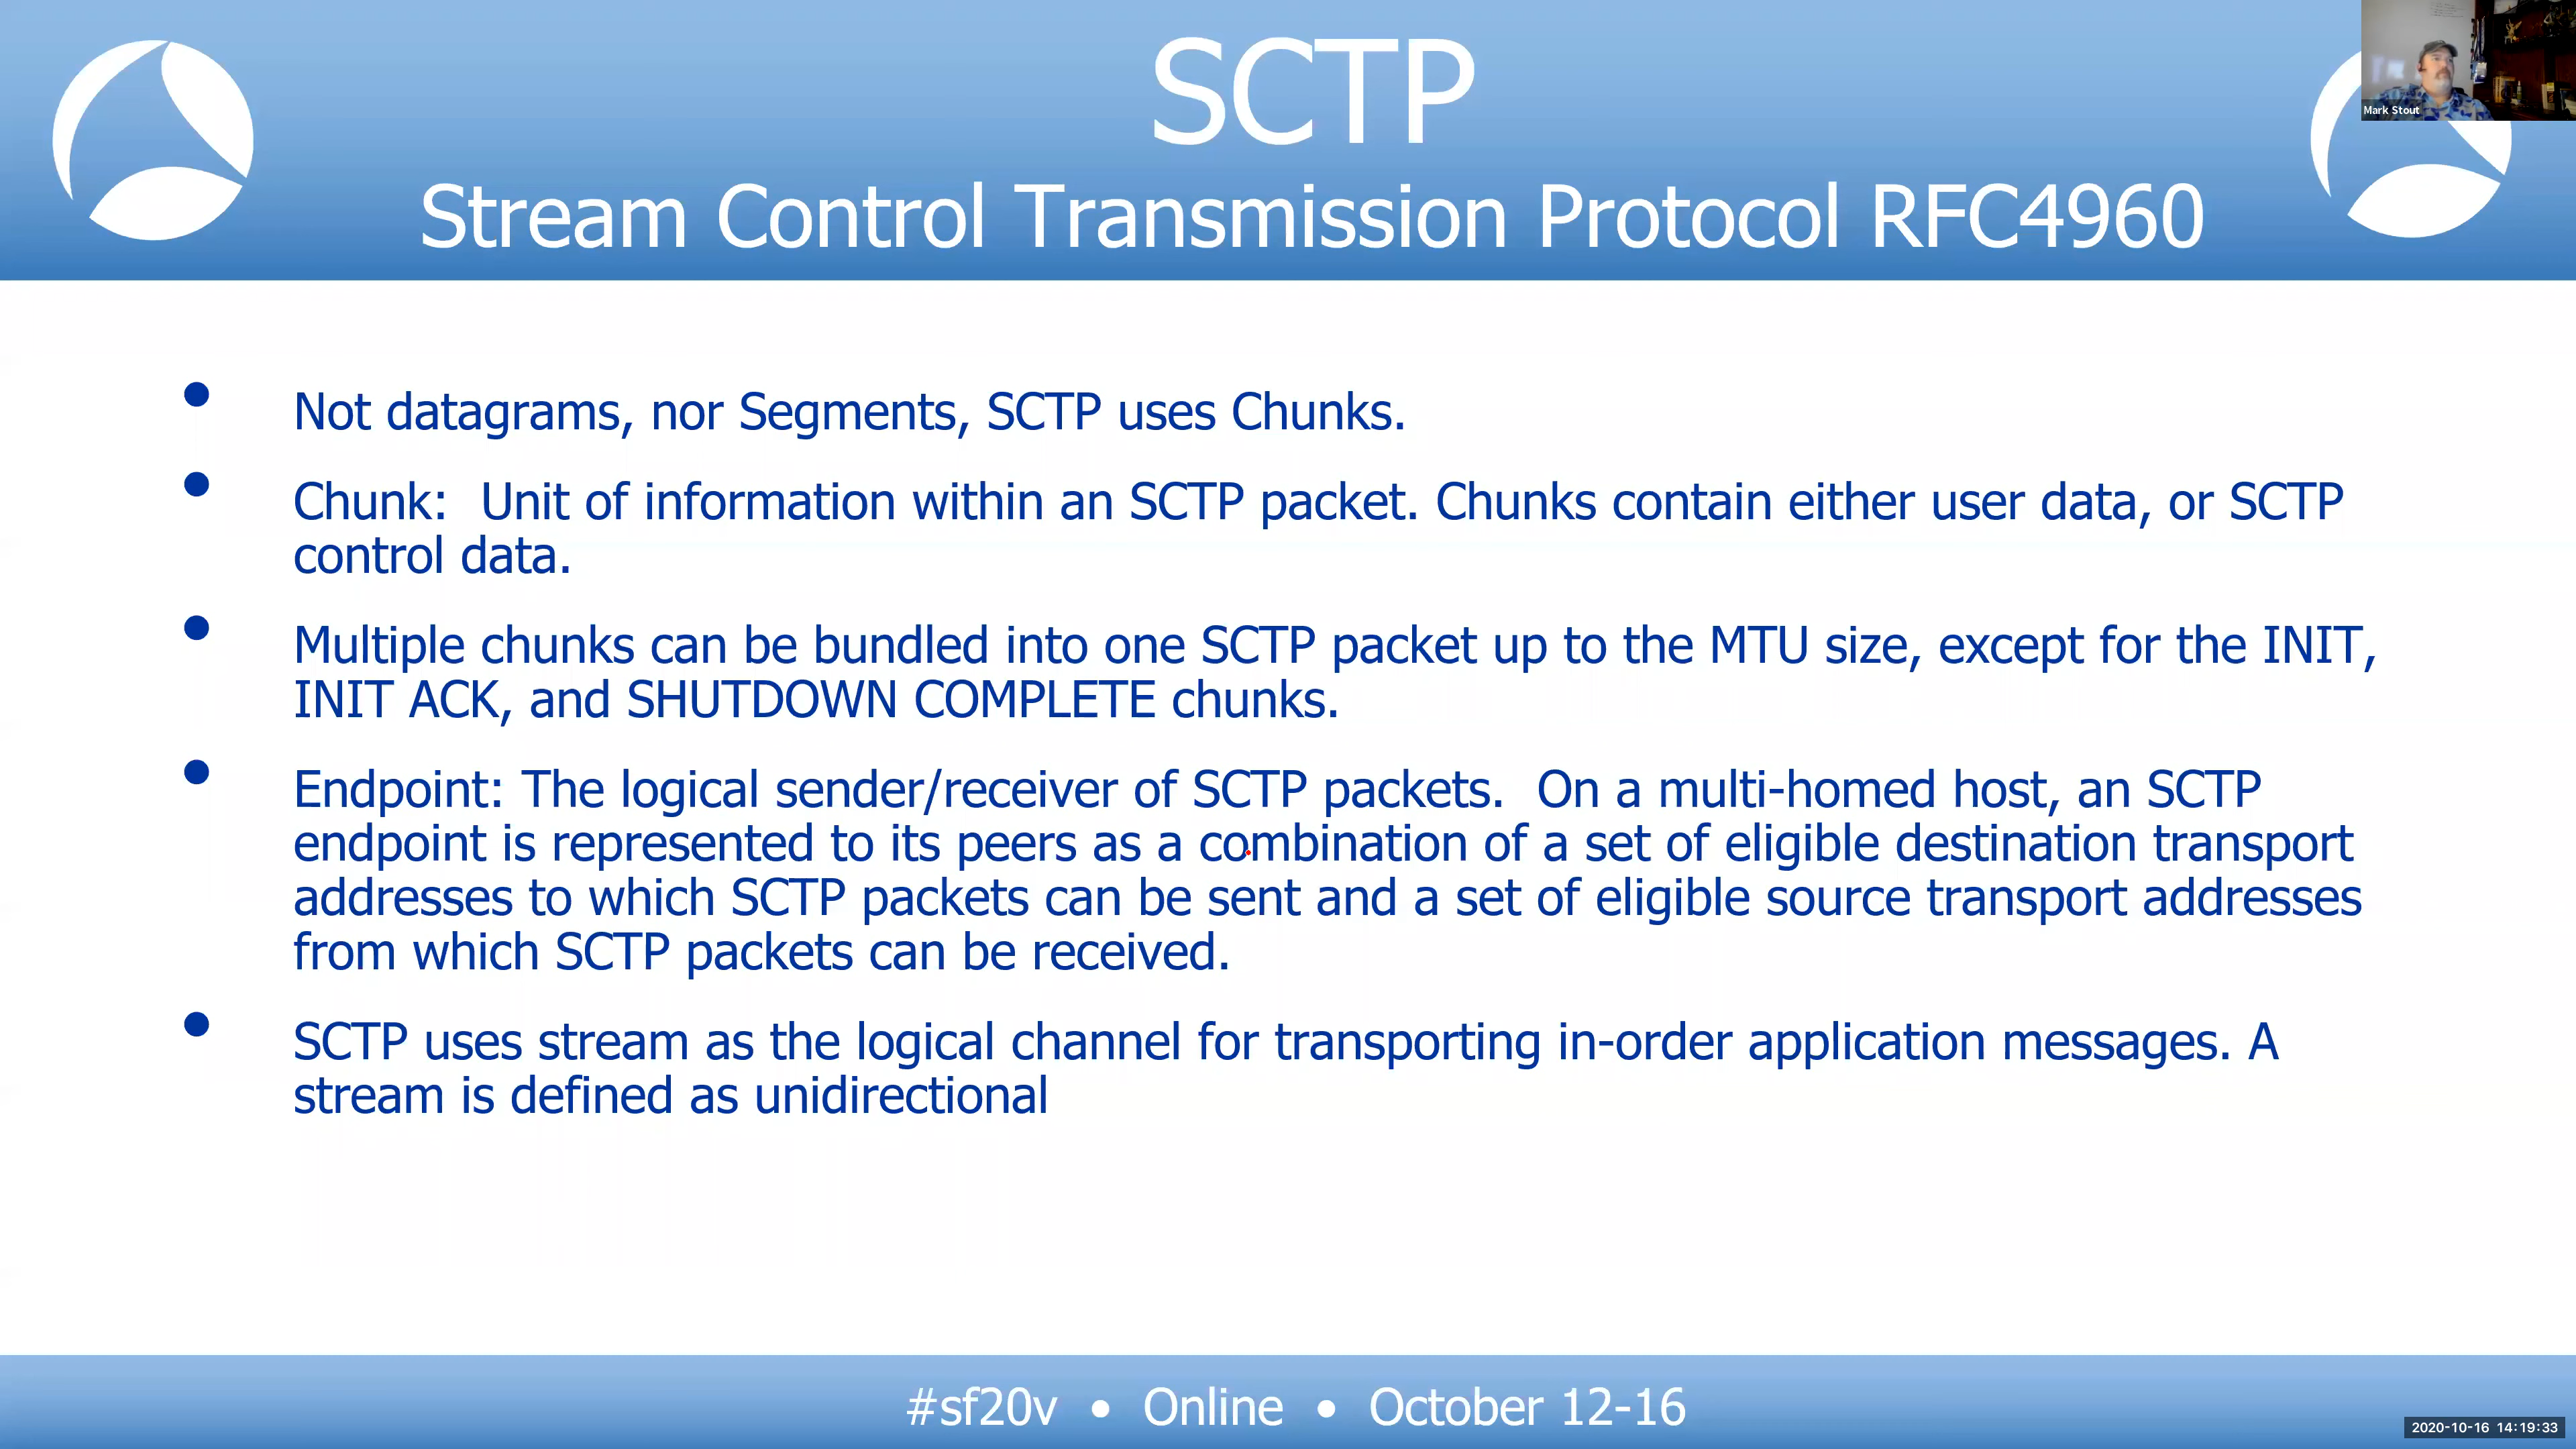 SCTP
Stream Control Transmission Protocol RFC4960
Mark Stout
• Not datagrams, nor Segments, SCTP uses Chunks.
• Chunk:  Unit of information within an SCTP packet. Chunks contain either user data, or SCTP
control data.
• Multiple chunks can be bundled into one SCTP packet up to the MTU size, except for the INIT,
INIT ACK, and SHUTDOWN COMPLETE chunks.
• Endpoint: The logical sender/receiver of SCTP packets.  On a multi-homed host, an SCTP
endpoint is represented to its peers as a combination of a set of eligible destination transport
addresses to which SCTP packets can be sent and a set of eligible source transport addresses
from which SCTP packets can be received.
• SCTP uses stream as the logical channel for transporting in-order application messages. A
stream is defined as unidirectional
#sf20v • Online • October 12-16
2020-10-16 14:19:33